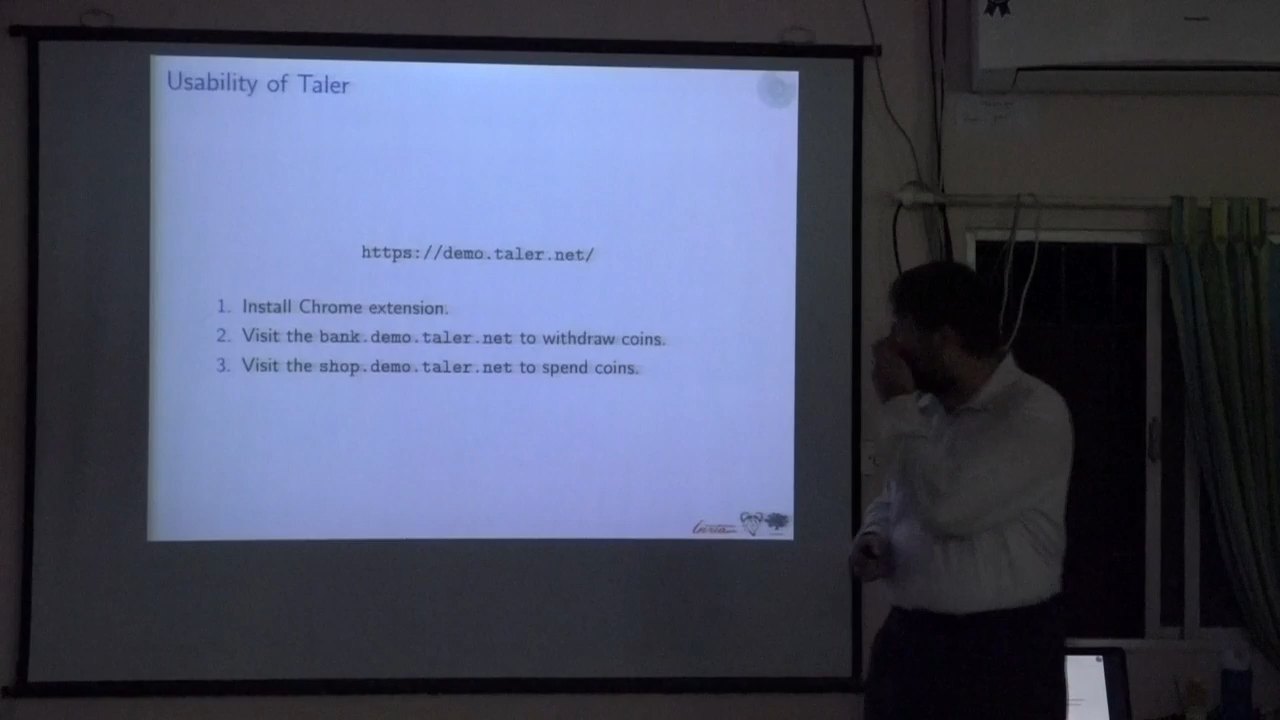 Usability of Taler
https://demo.taler.net/
1. Install Chrome extension.
2. Visit the bank.demo.taler.net to withdraw coins.
3. Visit the shop.demo.taler.net to spend coins.
Inria